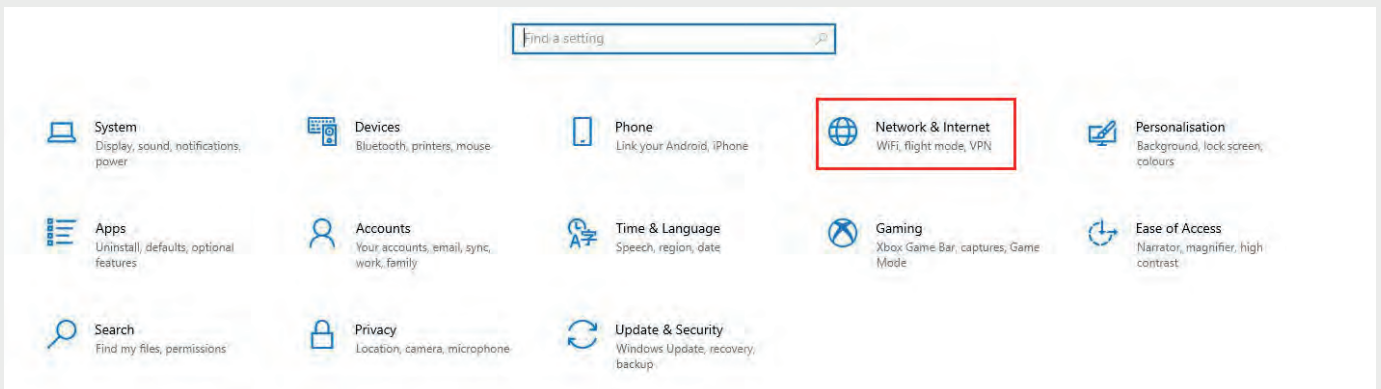 Find a setting
System
Display, sound, notifications,
power
Devices
Bluetooth, printers, mouse
Phone
Link your Android, iPhone
Network & Internet
WiFi, flight mode, VPN
Personalisation
Background, lock screen,
colours
Apps
Uninstall, defaults, optional
features
Accounts
Your accounts, email, sync,
work, family
Time & Language
Speech, region, date
Gaming
Xbox Game Bar, captures, Game
Mode
Ease of Access
Narrator, magnifier, high
contrast
Search
Find my files, permissions
Privacy
Location, camera, microphone
Update & Security
Windows Update, recovery,
backup